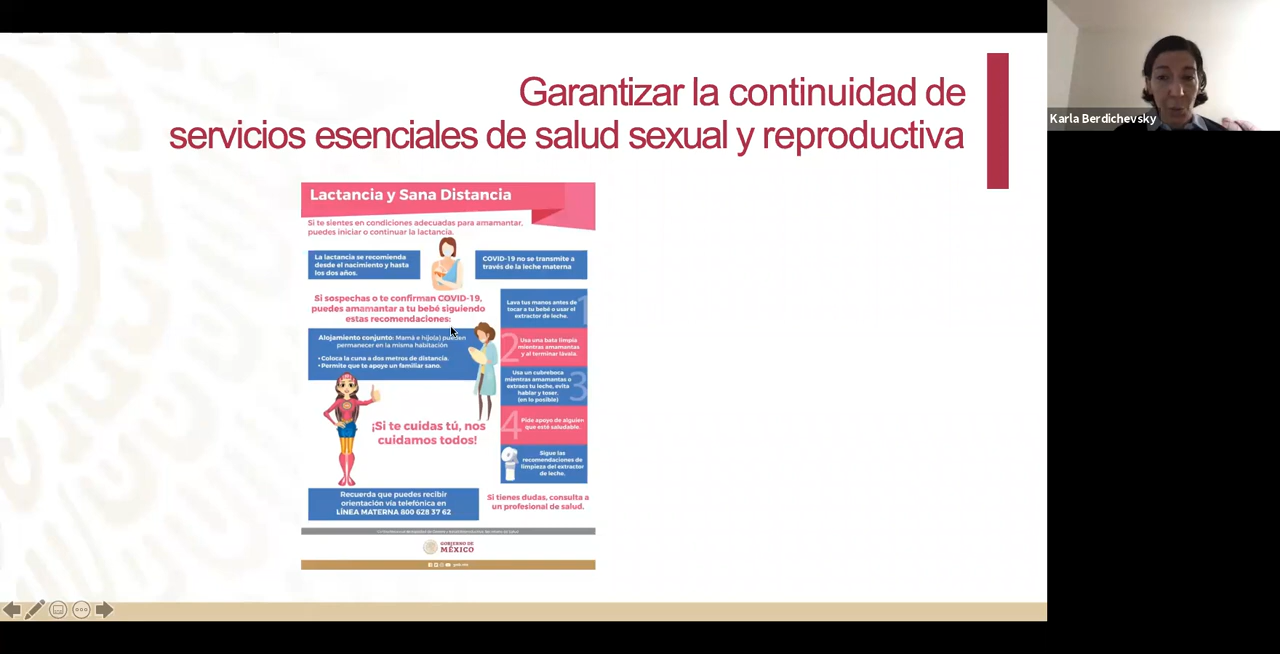 Garantizar la continuidad de
servicios esenciales de salud sexual y reproductiva
Karla Berdichevsky
Lactancia y Sana Distancia
Si te sientes en condiciones adecuadas para amamantar,
puedes iniciar o continuar la lactancia.
La lactancia se recomienda
desde el nacimiento y hasta
los dos años.
COVID-19 no se transmite a
través de la leche materna
Si sospechas o te confirman COVID-19,
puedes amamantar a tu bebé siguiendo
estas recomendaciones:
Alojamiento conjunto: Mamá e hijo(a) pueden
permanecer en la misma habitación
• Coloca la cuna a dos metros de distancia.
• Permite que te apoye un familiar sano.
1
Lava tus manos antes de
tocar a tu bebé o usar el
extractor de leche.
2
Usa una bata limpia
mientras amamantas
y al terminar lávala.
3
Usa un cubreboca
mientras amamantas o
extraes tu leche, evita
hablar y toser.
(en lo posible)
4
Pide apoyo de alguien
que esté saludable.
Sigue las
recomendaciones de
limpieza del extractor
de leche.
¡Si te cuidas tú, nos
cuidamos todos!
Recuerda que puedes recibir
orientación vía telefónica en
LÍNEA MATERNA 800 628 37 62
Si tienes dudas, consulta a
un profesional de salud.
GOBIERNO DE
MÉXICO